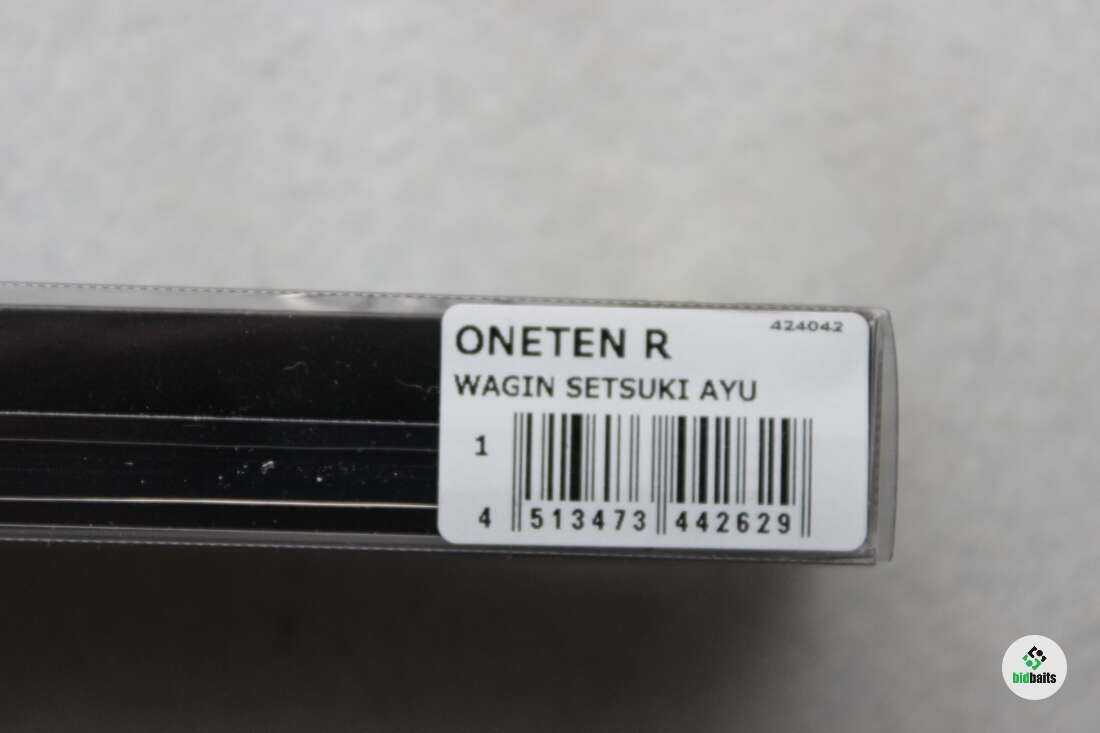 ONETEN R
424042
WAGIN SETSUKI AYU
1
4 513473 442629
bidbaits